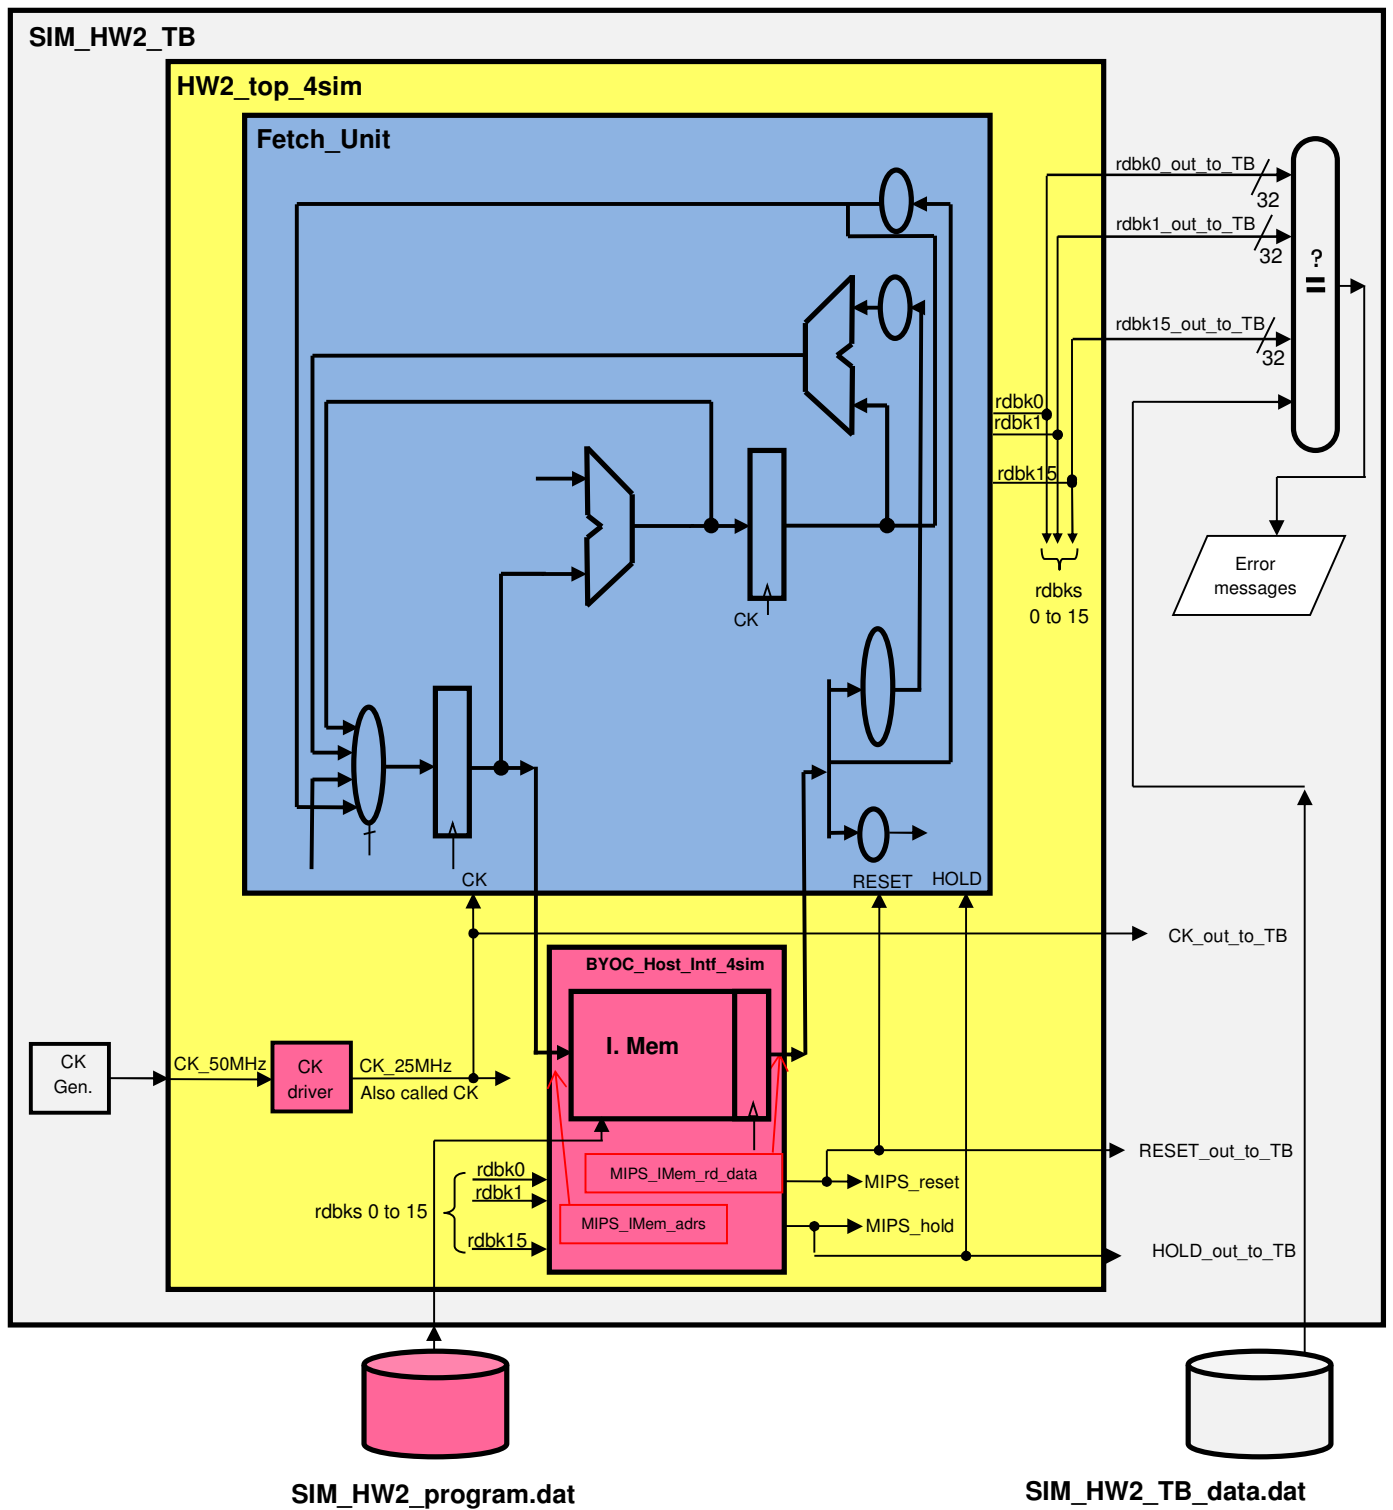 SIM_HW2_TB
HW2_top_4sim
Fetch_Unit
rdbk0_out_to_TB
32
rdbk1_out_to_TB
32
?
=
rdbk15_out_to_TB
32
rdbk0
rdbk1
rdbk15
Error
messages
rdbks
0 to 15
CK
CK
RESET
HOLD
CK_out_to_TB
BYOC_Host_Intf_4sim
I. Mem
CK
Gen.
CK_50MHz
CK
driver
CK_25MHz
Also called CK
RESET_out_to_TB
MIPS_IMem_rd_data
MIPS_reset
rdbk0
rdbk1
rdbks 0 to 15
rdbk15
MIPS_IMem_adrs
MIPS_hold
HOLD_out_to_TB
SIM_HW2_program.dat
SIM_HW2_TB_data.dat